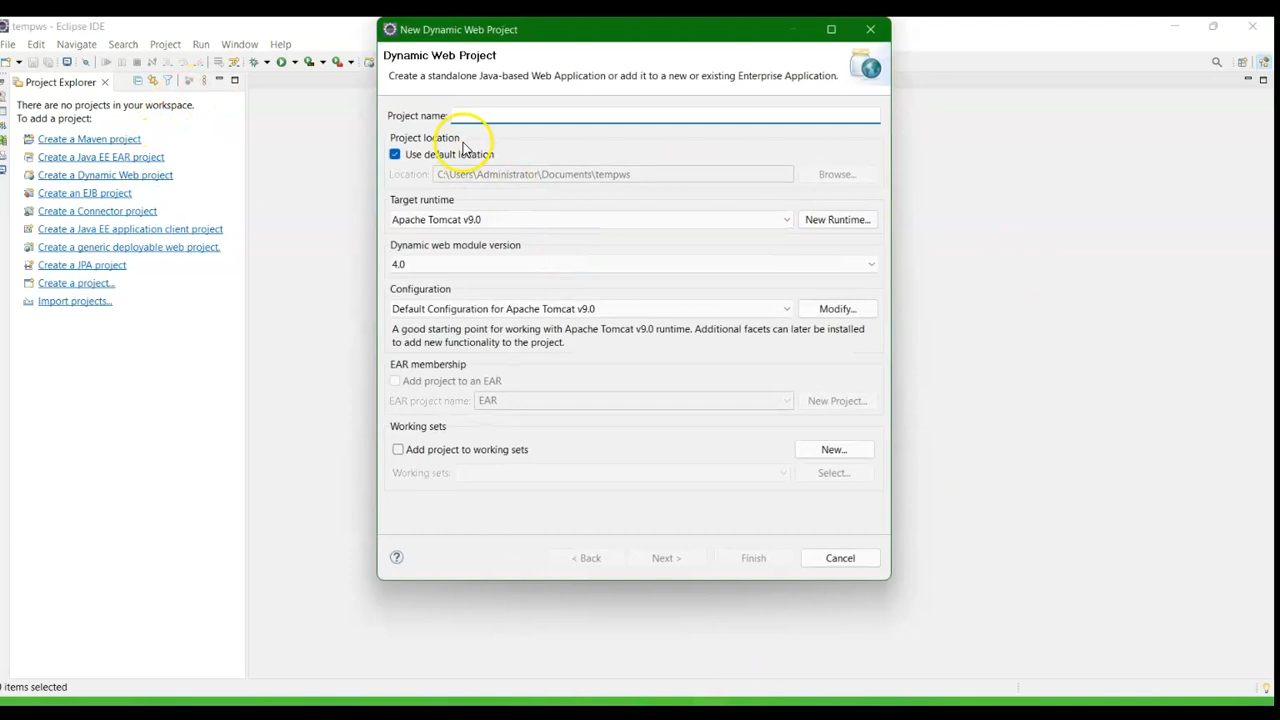 tempws - Eclipse IDE
File Edit Navigate Search Project Run Window Help
Project Explorer
There are no projects in your workspace.
To add a project:
Create a Maven project
Create a Java EE EAR project
Create a Dynamic Web project
Create an EJB project
Create a Connector project
Create a Java EE application client project
Create a generic deployable web project.
Create a JPA project
Create a project...
Import projects...
New Dynamic Web Project
Dynamic Web Project
Create a standalone Java-based Web Application or add it to a new or existing Enterprise Application.
Project name:
Project location
Use default location
Location: C:\Users\Administrator\Documents\tempws Browse...
Target runtime
Apache Tomcat v9.0 New Runtime...
Dynamic web module version
4.0
Configuration
Default Configuration for Apache Tomcat v9.0 Modify...
A good starting point for working with Apache Tomcat v9.0 runtime. Additional facets can later be installed
to add new functionality to the project.
EAR membership
Add project to an EAR
EAR project name: EAR New Project...
Working sets
Add project to working sets New...
Working sets: Select...
< Back Next > Finish Cancel
items selected